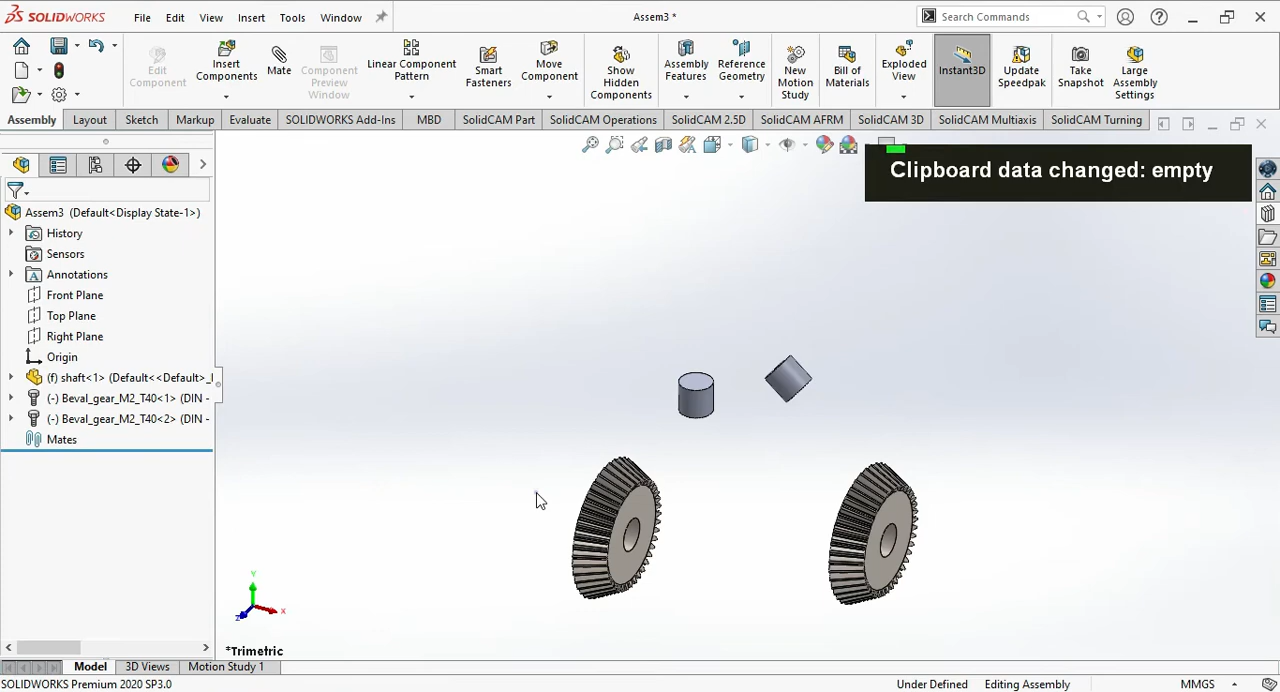 SOLIDWORKS
File
Edit
View
Insert
Tools
Window
Assem3 *
Search Commands
Edit
Component
Insert
Components
Mate
Component
Preview
Window
Linear Component
Pattern
Smart
Fasteners
Move
Component
Show
Hidden
Components
Assembly
Features
Reference
Geometry
New
Motion
Study
Bill of
Materials
Exploded
View
Instant3D
Update
Speedpak
Take
Snapshot
Large
Assembly
Settings
Assembly
Layout
Sketch
Markup
Evaluate
SOLIDWORKS Add-Ins
MBD
SolidCAM Part
SolidCAM Operations
SolidCAM 2.5D
SolidCAM AFRM
SolidCAM 3D
SolidCAM Multiaxis
SolidCAM Turning
Clipboard data changed: empty
Assem3 (Default<Display State-1>)
History
Sensors
Annotations
Front Plane
Top Plane
Right Plane
Origin
(f) shaft<1> (Default<<Default>_
(-) Beval_gear_M2_T40<1> (DIN -
(-) Beval_gear_M2_T40<2> (DIN -
Mates
Y
X
Z
*Trimetric
Model
3D Views
Motion Study 1
SOLIDWORKS Premium 2020 SP3.0
Under Defined
Editing Assembly
MMGS